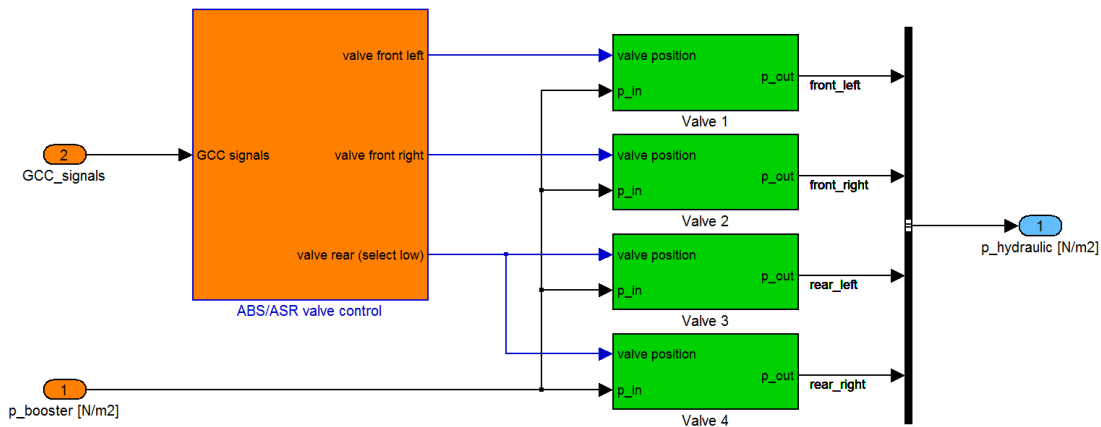 2
GCC_signals
1
p_booster [N/m2]
GCC signals
valve front left
valve front right
valve rear (select low)
ABS/ASR valve control
valve position
p_in
p_out
Valve 1
front_left
valve position
p_in
p_out
Valve 2
front_right
valve position
p_in
p_out
Valve 3
rear_left
valve position
p_in
p_out
Valve 4
rear_right
1
p_hydraulic [N/m2]